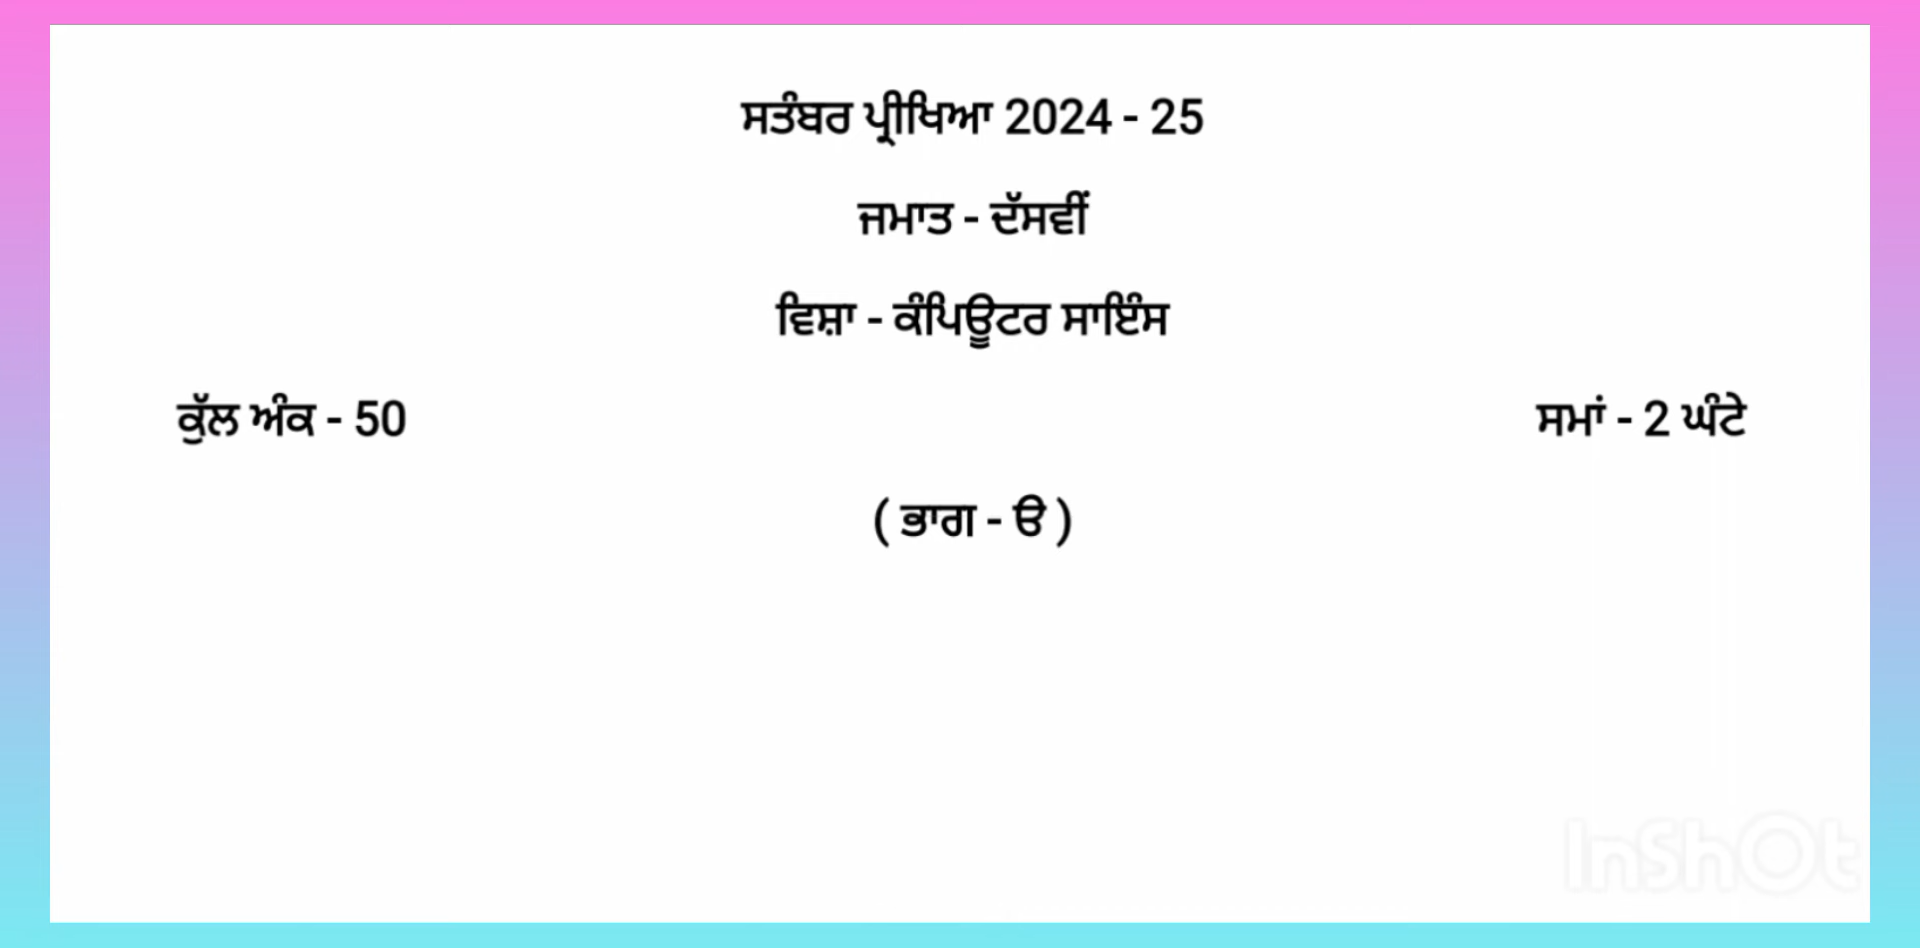 ਸਤੰਬਰ ਪ੍ਰੀਖਿਆ 2024 - 25
ਜਮਾਤ - ਦੱਸਵੀਂ
ਵਿਸ਼ਾ - ਕੰਪਿਊਟਰ ਸਾਇੰਸ
ਕੁੱਲ ਅੰਕ - 50 ਸਮਾਂ - 2 ਘੰਟੇ
( ਭਾਗ - ੳ )
InShOt